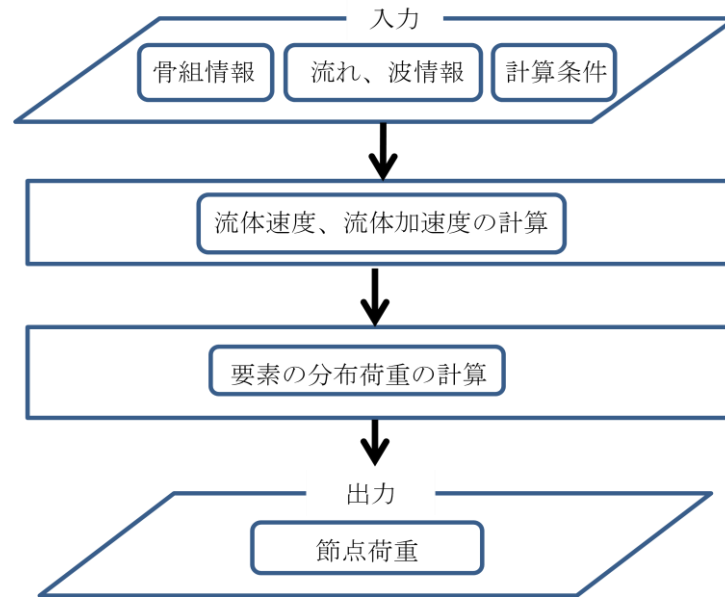 入力
骨組情報 流れ、波情報 計算条件
流体速度、流体加速度の計算
要素の分布荷重の計算
出力
節点荷重